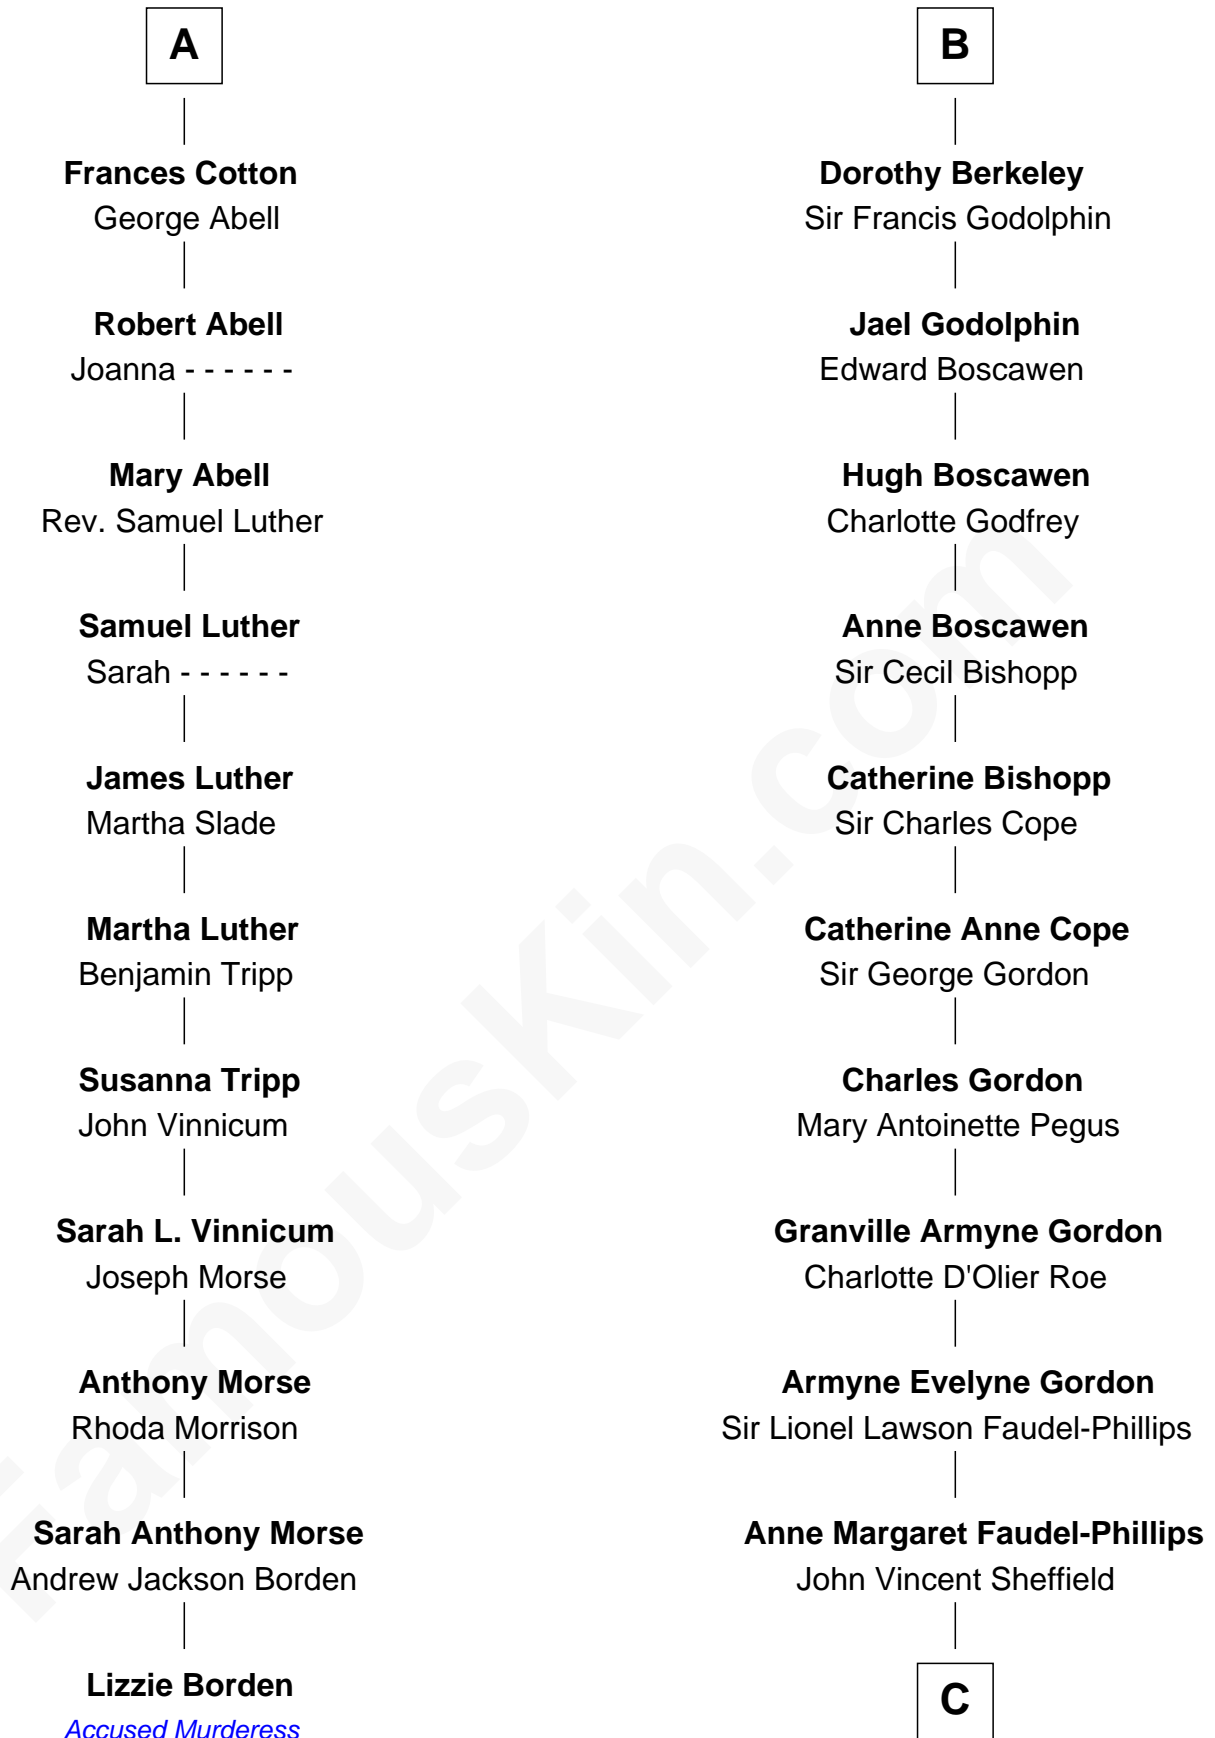 A
Frances Cotton
George Abell
Robert Abell
Joanna - - - - - -
Mary Abell
Rev. Samuel Luther
Samuel Luther
Sarah - - - - - -
James Luther
Martha Slade
Martha Luther
Benjamin Tripp
Susanna Tripp
John Vinnicum
Sarah L. Vinnicum
Joseph Morse
Anthony Morse
Rhoda Morrison
Sarah Anthony Morse
Andrew Jackson Borden
Lizzie Borden
Accused Murderess
B
Dorothy Berkeley
Sir Francis Godolphin
Jael Godolphin
Edward Boscawen
Hugh Boscawen
Charlotte Godfrey
Anne Boscawen
Sir Cecil Bishopp
Catherine Bishopp
Sir Charles Cope
Catherine Anne Cope
Sir George Gordon
Charles Gordon
Mary Antoinette Pegus
Granville Armyne Gordon
Charlotte D'Olier Roe
Armyne Evelyne Gordon
Sir Lionel Lawson Faudel-Phillips
Anne Margaret Faudel-Phillips
John Vincent Sheffield
C
FamousKin.com